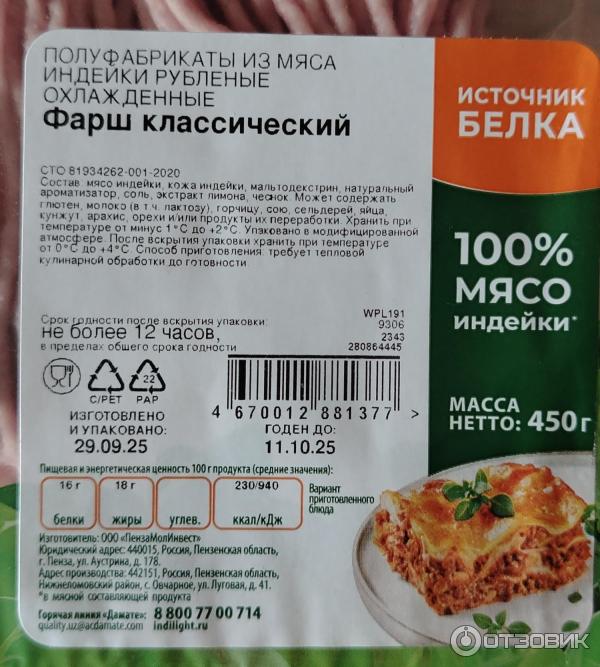 ПОЛУФАБРИКАТЫ ИЗ МЯСА
ИНДЕЙКИ РУБЛЕНЫЕ
ОХЛАЖДЕННЫЕ
Фарш классический
СТО 81934262-001-2020
Состав: мясо индейки, кожа индейки, мальтодекстрин, натуральный
ароматизатор, соль, экстракт лимона, чеснок. Может содержать
глютен, молоко (в т.ч. лактозу), горчицу, сою, сельдерей, яйца,
кунжут, арахис, орехи и/или продукты их переработки. Хранить при
температуре от минус 1°С до +2°С. Упаковано в модифицированной
атмосфере. После вскрытия упаковки хранить при температуре
от 0°С до +4°С. Способ приготовления: требует тепловой
кулинарной обработки до готовности.
Срок годности после вскрытия упаковки:
не более 12 часов,
в пределах общего срока годности
WPL191
9306
2343
280864445
C/PET
22
PAP
4 670012 881377 >
ИЗГОТОВЛЕНО
И УПАКОВАНО:
29.09.25
ГОДЕН ДО:
11.10.25
Пищевая и энергетическая ценность 100 г продукта (средние значения):
16 г
белки
18 г
жиры
углев.
230/940
ккал/кДж
Вариант
приготовленного
блюда
Изготовитель: ООО «ПензаМолИнвест»
Юридический адрес: 440015, Россия, Пензенская область,
г. Пенза, ул. Аустрина, д. 178.
Адрес производства: 442151, Россия, Пензенская область,
Нижнеломовский район, с. Овчарное, ул. Луговая, д. 41.
*в мясной составляющей продукта
Горячая линия «Дамате»: 8 800 77 00 714
quality.uz@acdamate.com indilight.ru
ИСТОЧНИК
БЕЛКА
100%
МЯСО
ИНДЕЙКИ*
МАССА
НЕТТО: 450 г
ОТЗОВИК